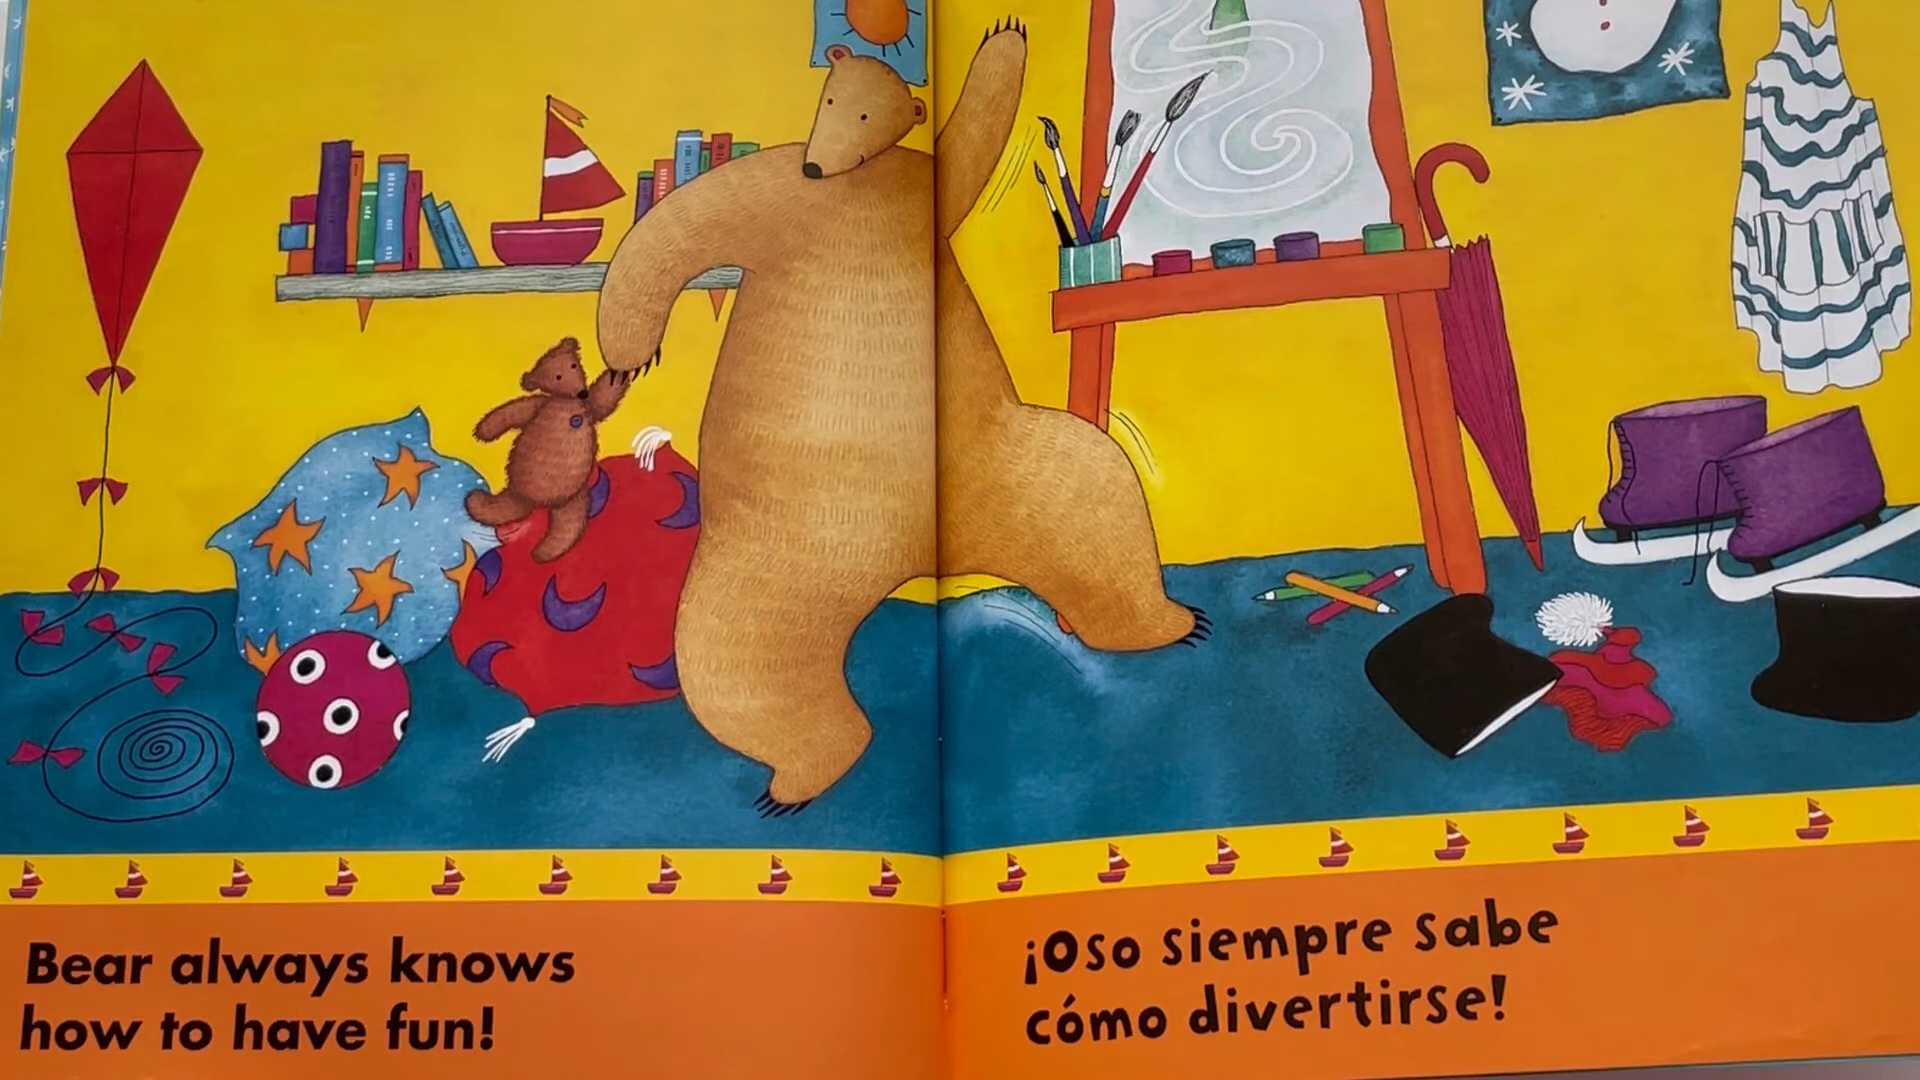 Bear always knows
how to have fun!
¡Oso siempre sabe
cómo divertirse!